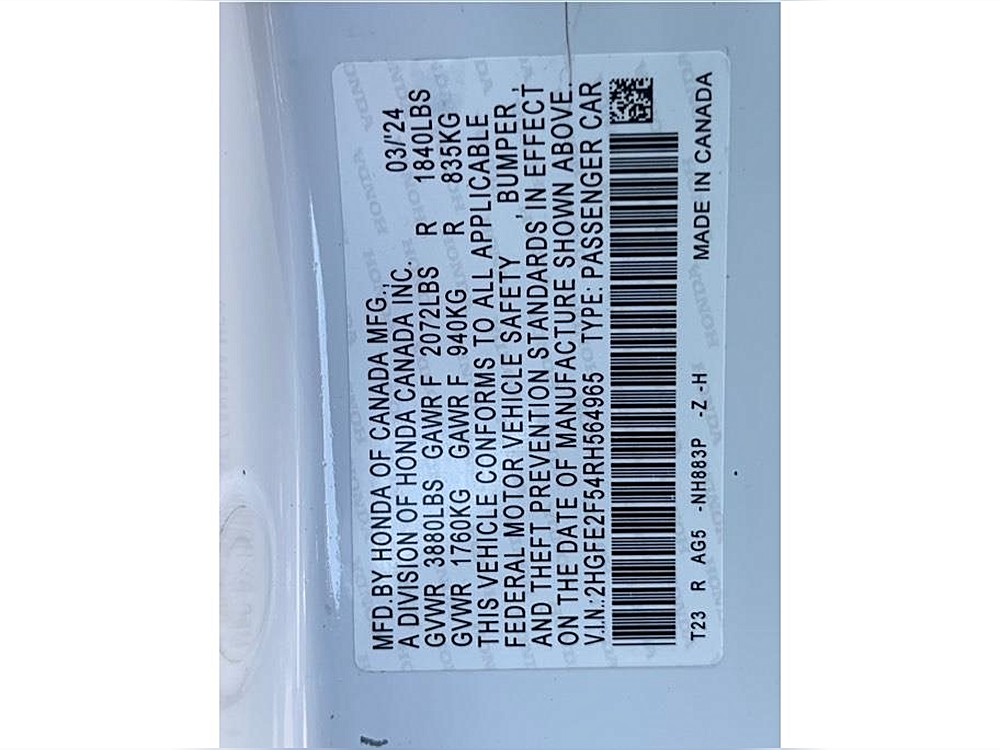 MFD.BY HONDA OF CANADA MFG., 03/'24
A DIVISION OF HONDA CANADA INC.
GVWR 3880LBS GAWR F 2072LBS R 1840LBS
GVWR 1760KG GAWR F 940KG R 835KG
THIS VEHICLE CONFORMS TO ALL APPLICABLE
FEDERAL MOTOR VEHICLE SAFETY , BUMPER ,
AND THEFT PREVENTION STANDARDS IN EFFECT
ON THE DATE OF MANUFACTURE SHOWN ABOVE.
V.I.N.:2HGFE2F54RH564965 TYPE: PASSENGER CAR
T23 R AG5 -NH883P -Z -H MADE IN CANADA